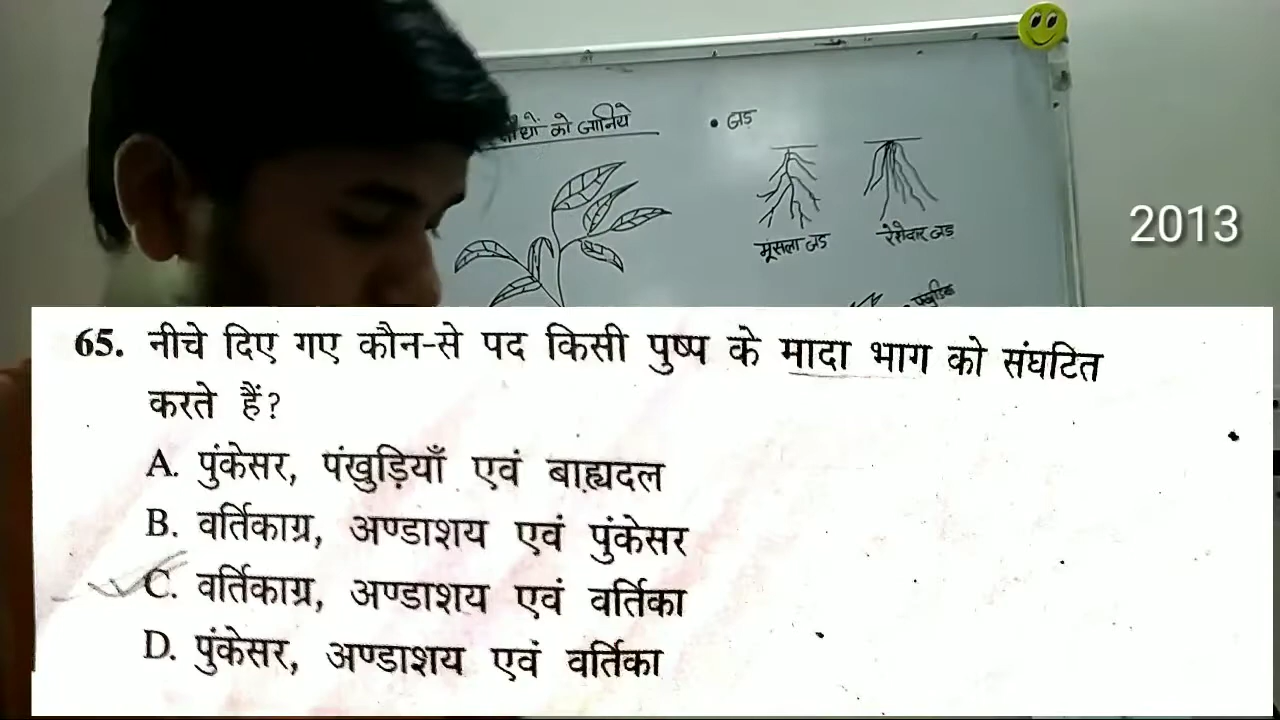 को जानिये
• जड़
मूंसला जड़
रेशेदार जड़
2013
65. नीचे दिए गए कौन-से पद किसी पुष्प के मादा भाग को संघटित
करते हैं?
A. पुंकेसर, पंखुड़ियाँ एवं बाह्यदल
B. वर्तिकाग्र, अण्डाशय एवं पुंकेसर
C. वर्तिकाग्र, अण्डाशय एवं वर्तिका
D. पुंकेसर, अण्डाशय एवं वर्तिका